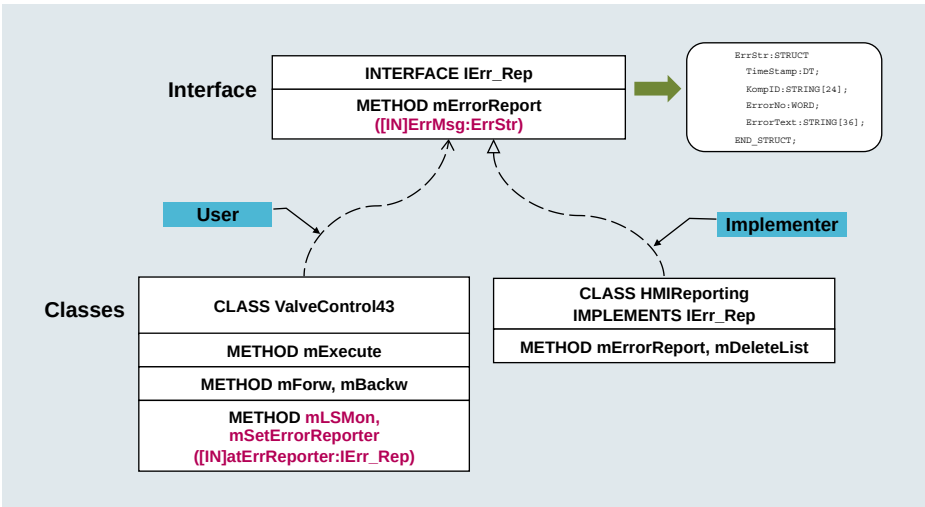 Interface
INTERFACE IErr_Rep
METHOD mErrorReport
([IN]ErrMsg:ErrStr)
ErrStr:STRUCT
TimeStamp:DT;
KompID:STRING[24];
ErrorNo:WORD;
ErrorText:STRING[36];
END_STRUCT;
User
Implementer
Classes
CLASS ValveControl43
METHOD mExecute
METHOD mForw, mBackw
METHOD mLSMon,
mSetErrorReporter
([IN]atErrReporter:IErr_Rep)
CLASS HMIReporting
IMPLEMENTS IErr_Rep
METHOD mErrorReport, mDeleteList